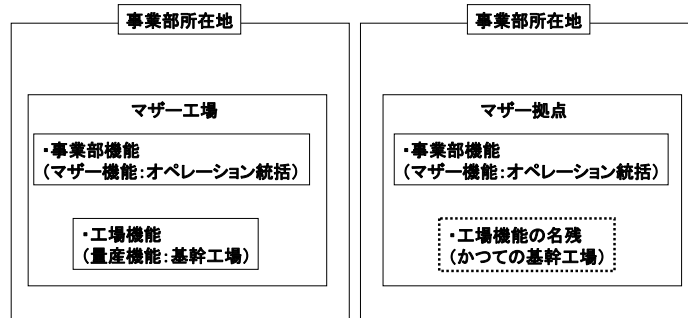 事業部所在地
マザー工場
・事業部機能
(マザー機能：オペレーション統括)
・工場機能
(量産機能：基幹工場)
事業部所在地
マザー拠点
・事業部機能
(マザー機能：オペレーション統括)
・工場機能の名残
(かつての基幹工場)